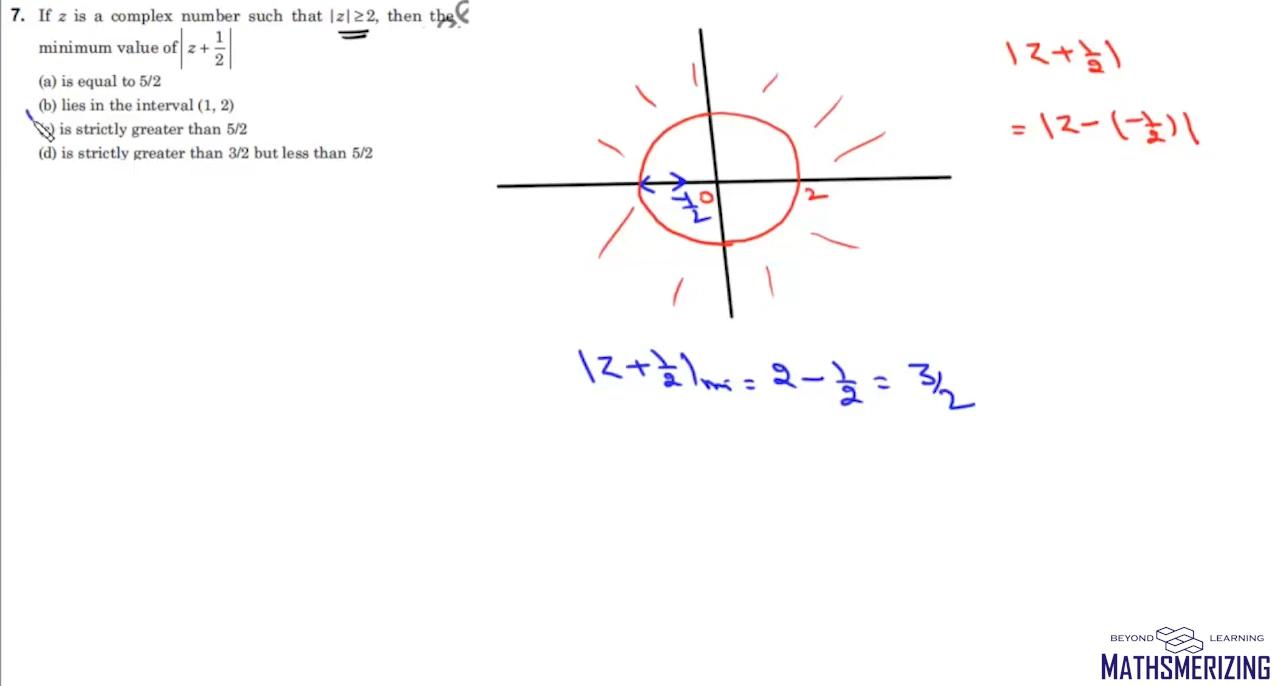 7. If z is a complex number such that |z|≥2, then the
minimum value of |z + 1/2|
(a) is equal to 5/2
(b) lies in the interval (1, 2)
is strictly greater than 5/2
(d) is strictly greater than 3/2 but less than 5/2
|z + 1/2|
= |z - (-1/2)|
0
2
-1/2
|z + 1/2| min = 2 - 1/2 = 3/2
BEYOND LEARNING
MATHSMERIZING